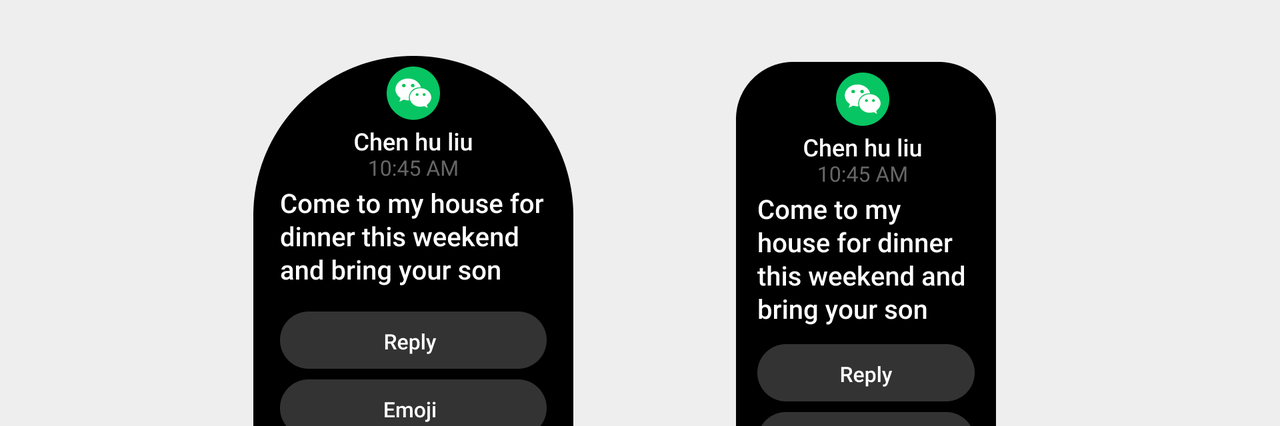 Chen hu liu
10:45 AM
Come to my house for
dinner this weekend
and bring your son
Reply
Emoji
Chen hu liu
10:45 AM
Come to my
house for dinner
this weekend and
bring your son
Reply